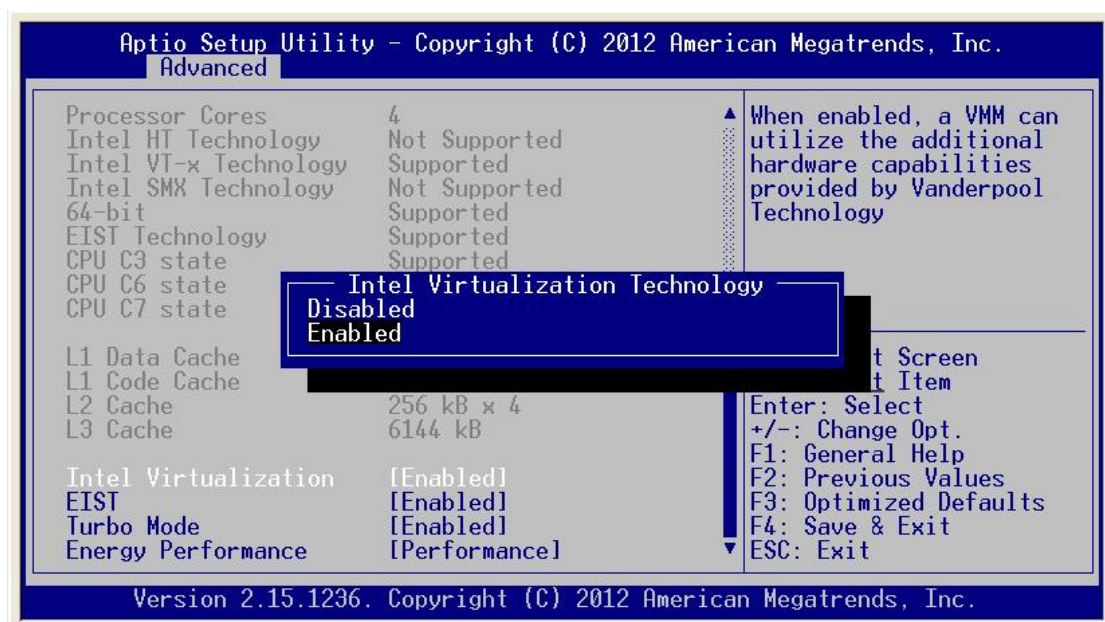 Aptio Setup Utility - Copyright (C) 2012 American Megatrends, Inc.
Advanced
Processor Cores 4
Intel HT Technology Not Supported
Intel VT-x Technology Supported
Intel SMX Technology Not Supported
64-bit Supported
EIST Technology Supported
CPU C3 state Supported
CPU C6 state
CPU C7 state
L1 Data Cache
L1 Code Cache
L2 Cache 256 kB x 4
L3 Cache 6144 kB
Intel Virtualization [Enabled]
EIST [Enabled]
Turbo Mode [Enabled]
Energy Performance [Performance]
Intel Virtualization Technology
Disabled
Enabled
When enabled, a VMM can
utilize the additional
hardware capabilities
provided by Vanderpool
Technology
t Screen
t Item
Enter: Select
+/-: Change Opt.
F1: General Help
F2: Previous Values
F3: Optimized Defaults
F4: Save & Exit
ESC: Exit
Version 2.15.1236. Copyright (C) 2012 American Megatrends, Inc.